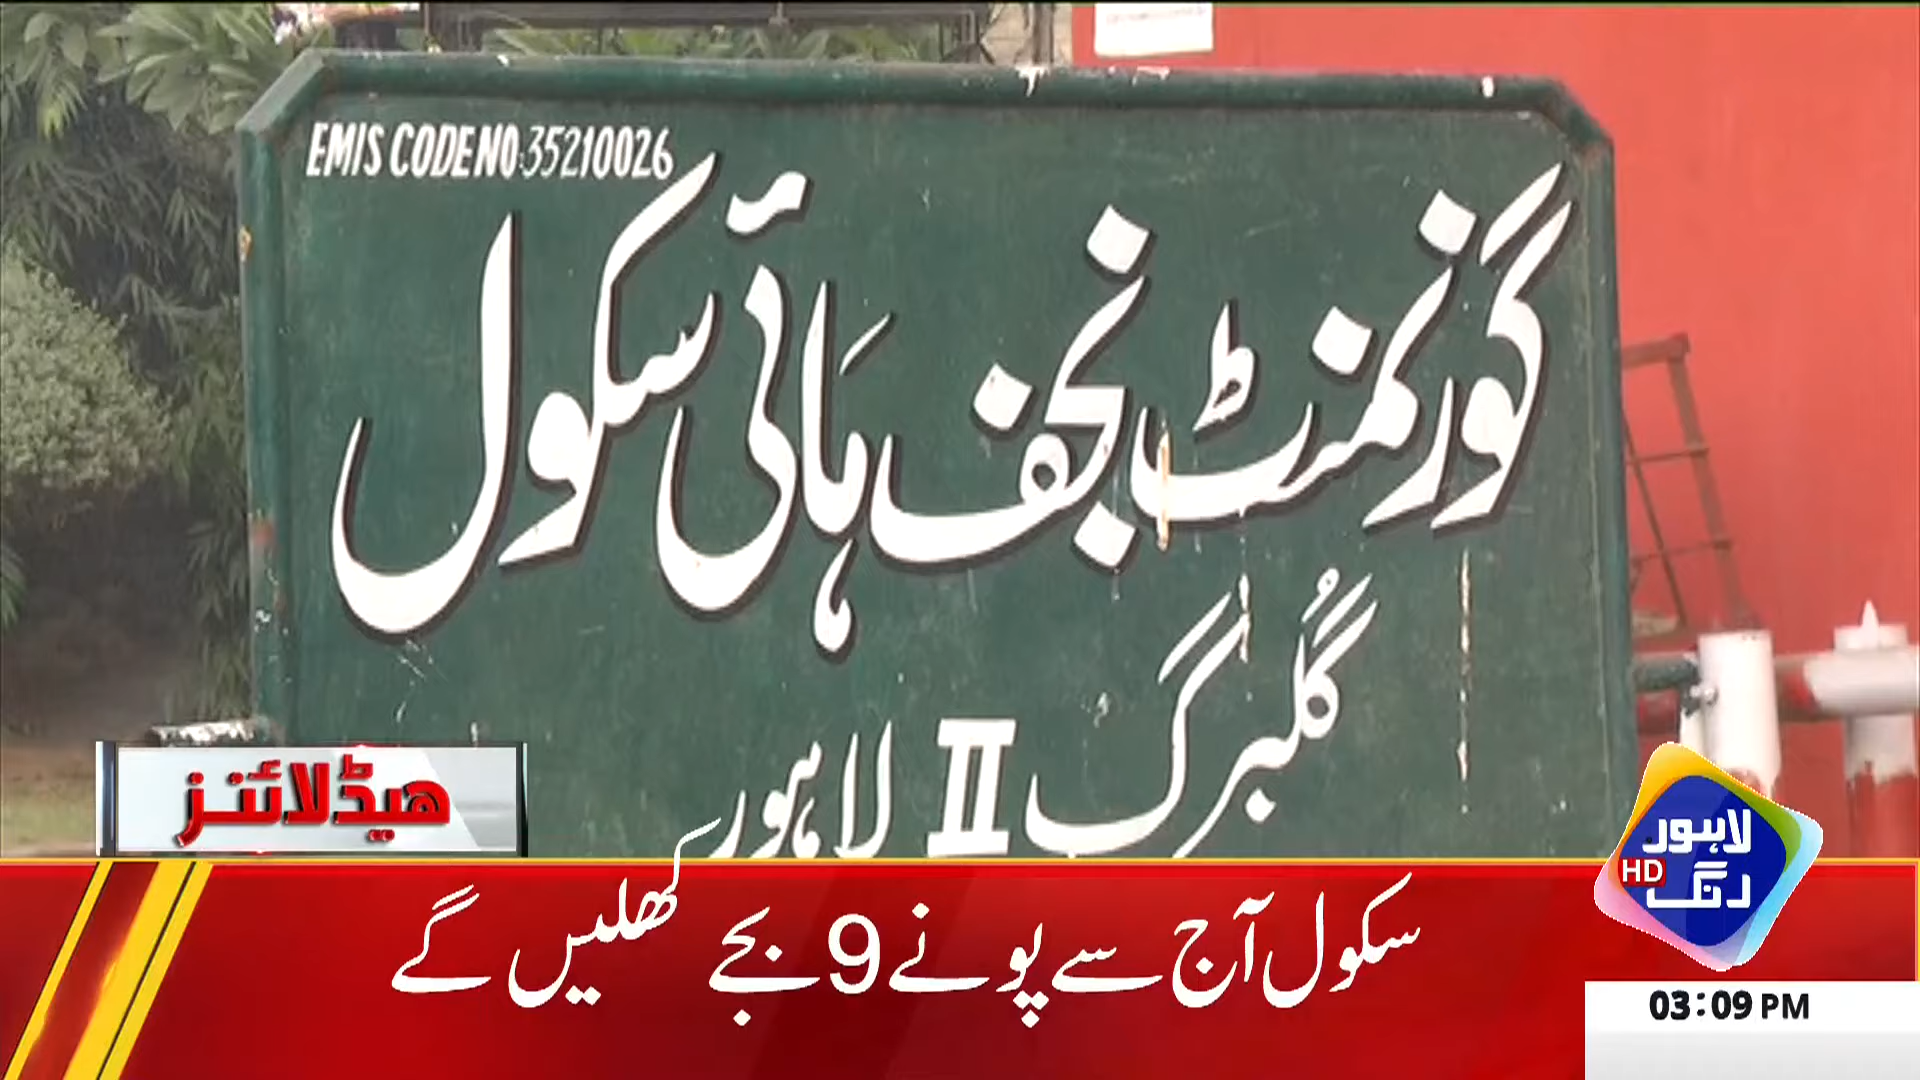 EMIS CODE NO:35210026
گورنمنٹ نجف ہائی سکول
گلبرگ II لاہور
ھیڈلائنز
لاہور
رنگ
HD
سکول آج سے پونے 9 بجے کھلیں گے
03:09 PM